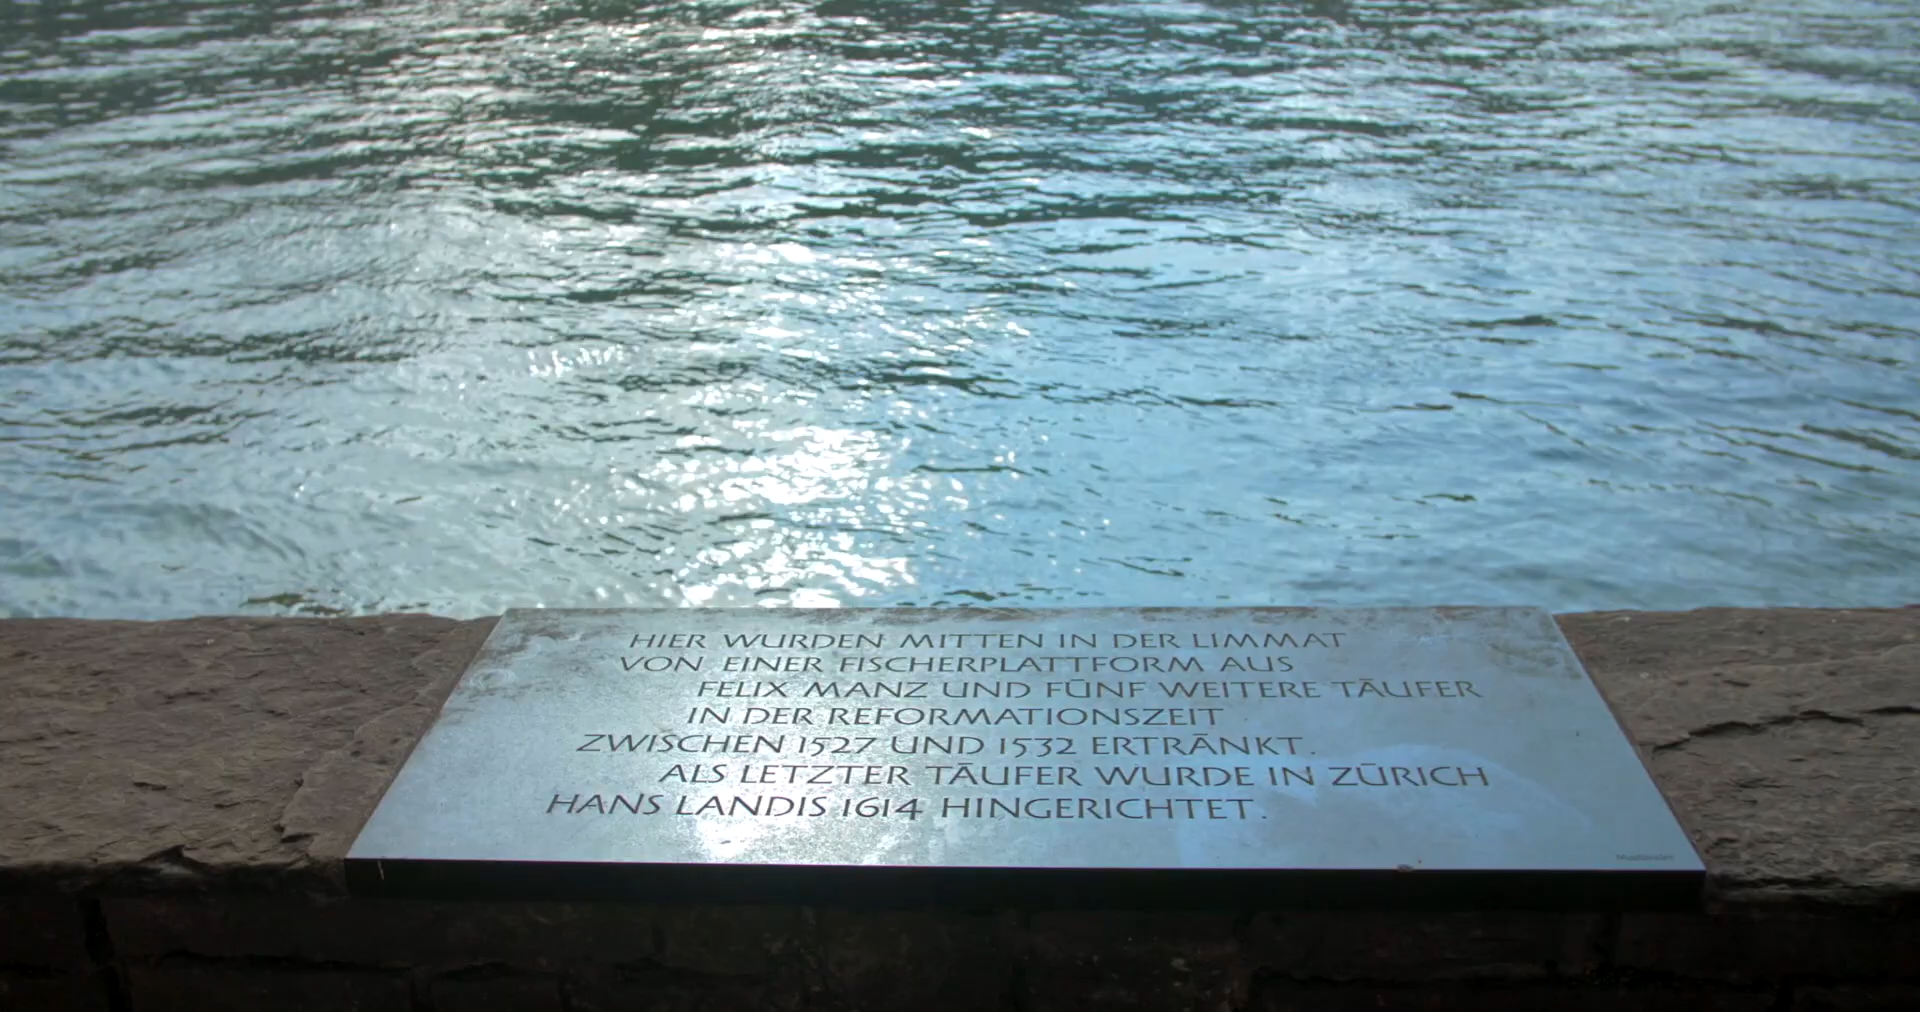 HIER WURDEN MITTEN IN DER LIMMAT
VON EINER FISCHERPLATTFORM AUS
FELIX MANZ UND FÜNF WEITERE TÄUFER
IN DER REFORMATIONSZEIT
ZWISCHEN 1527 UND 1532 ERTRÄNKT.
ALS LETZTER TÄUFER WURDE IN ZÜRICH
HANS LANDIS 1614 HINGERICHTET.